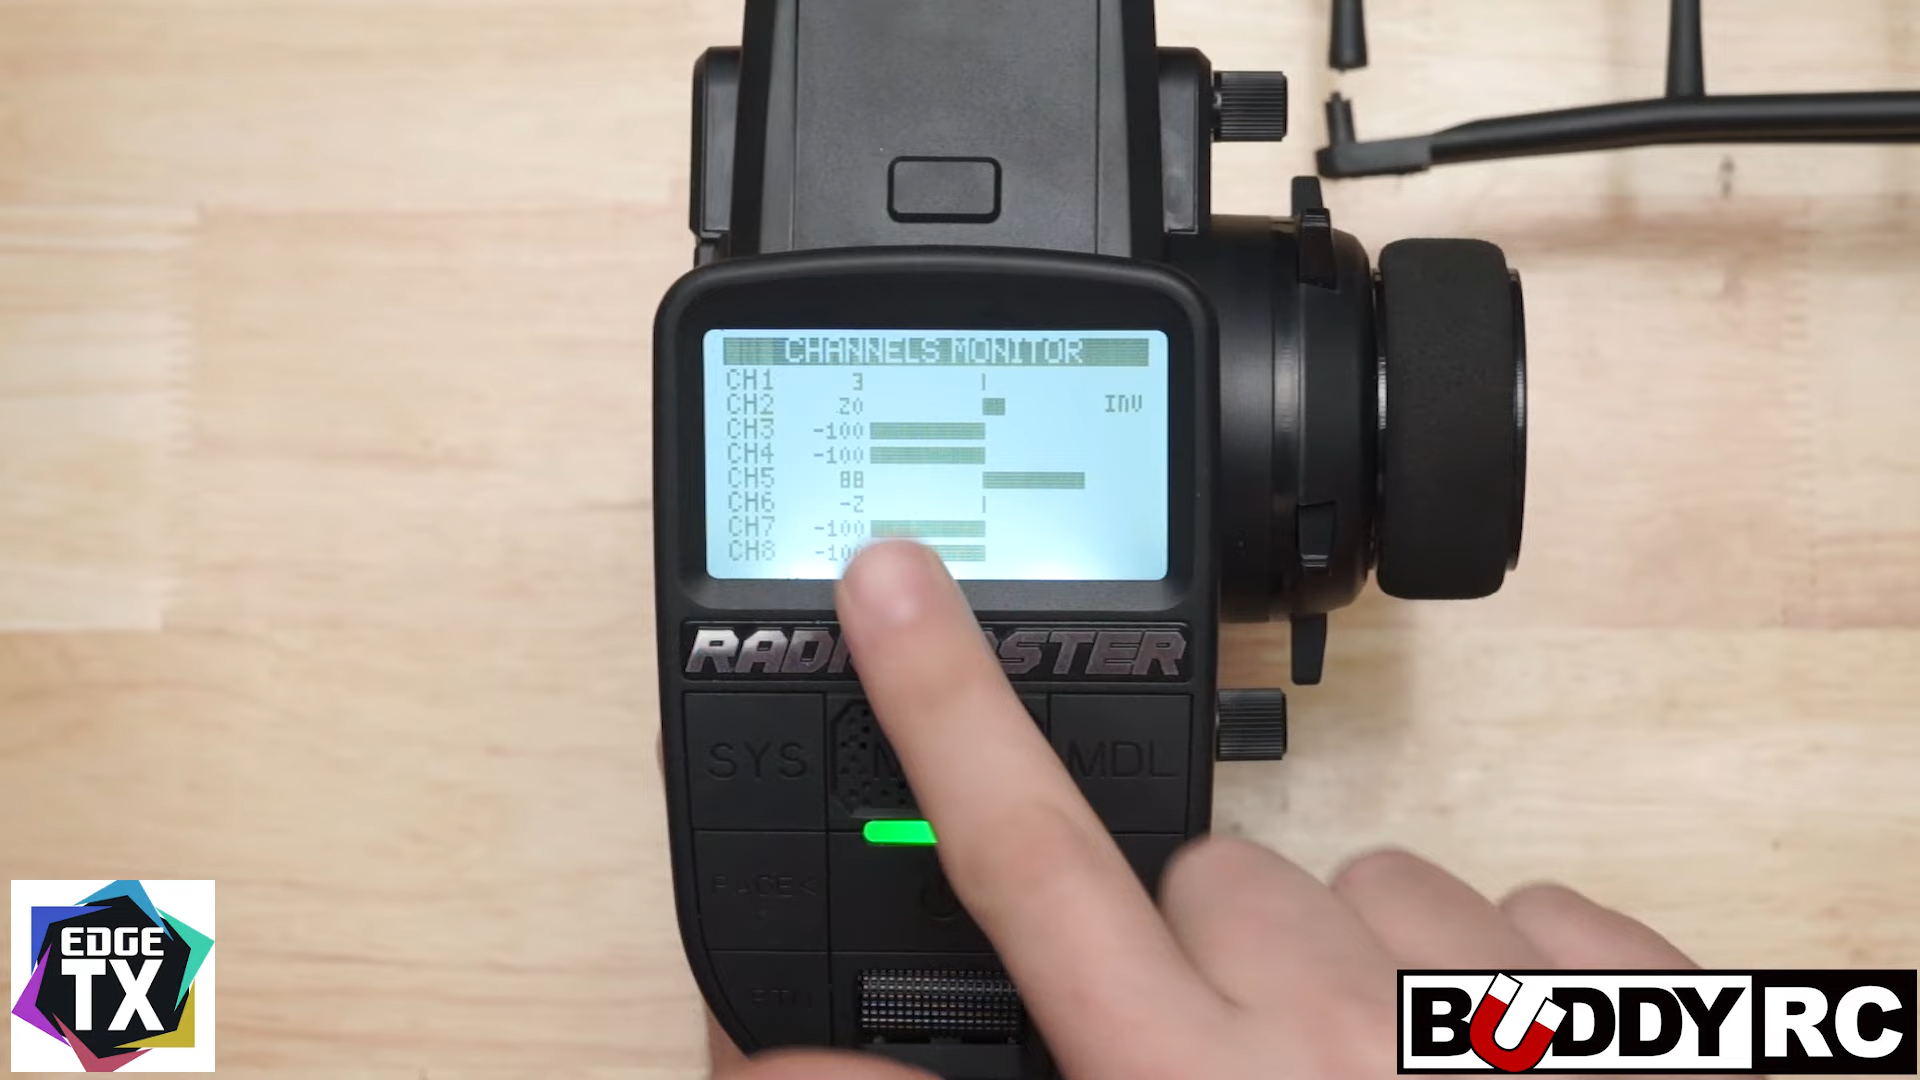 CHANNELS MONITOR
CH1 3
CH2 20 INV
CH3 -100
CH4 -100
CH5 88
CH6 -2
CH7 -100
CH8
SYS MDL
EDGE
TX
BUDDY RC